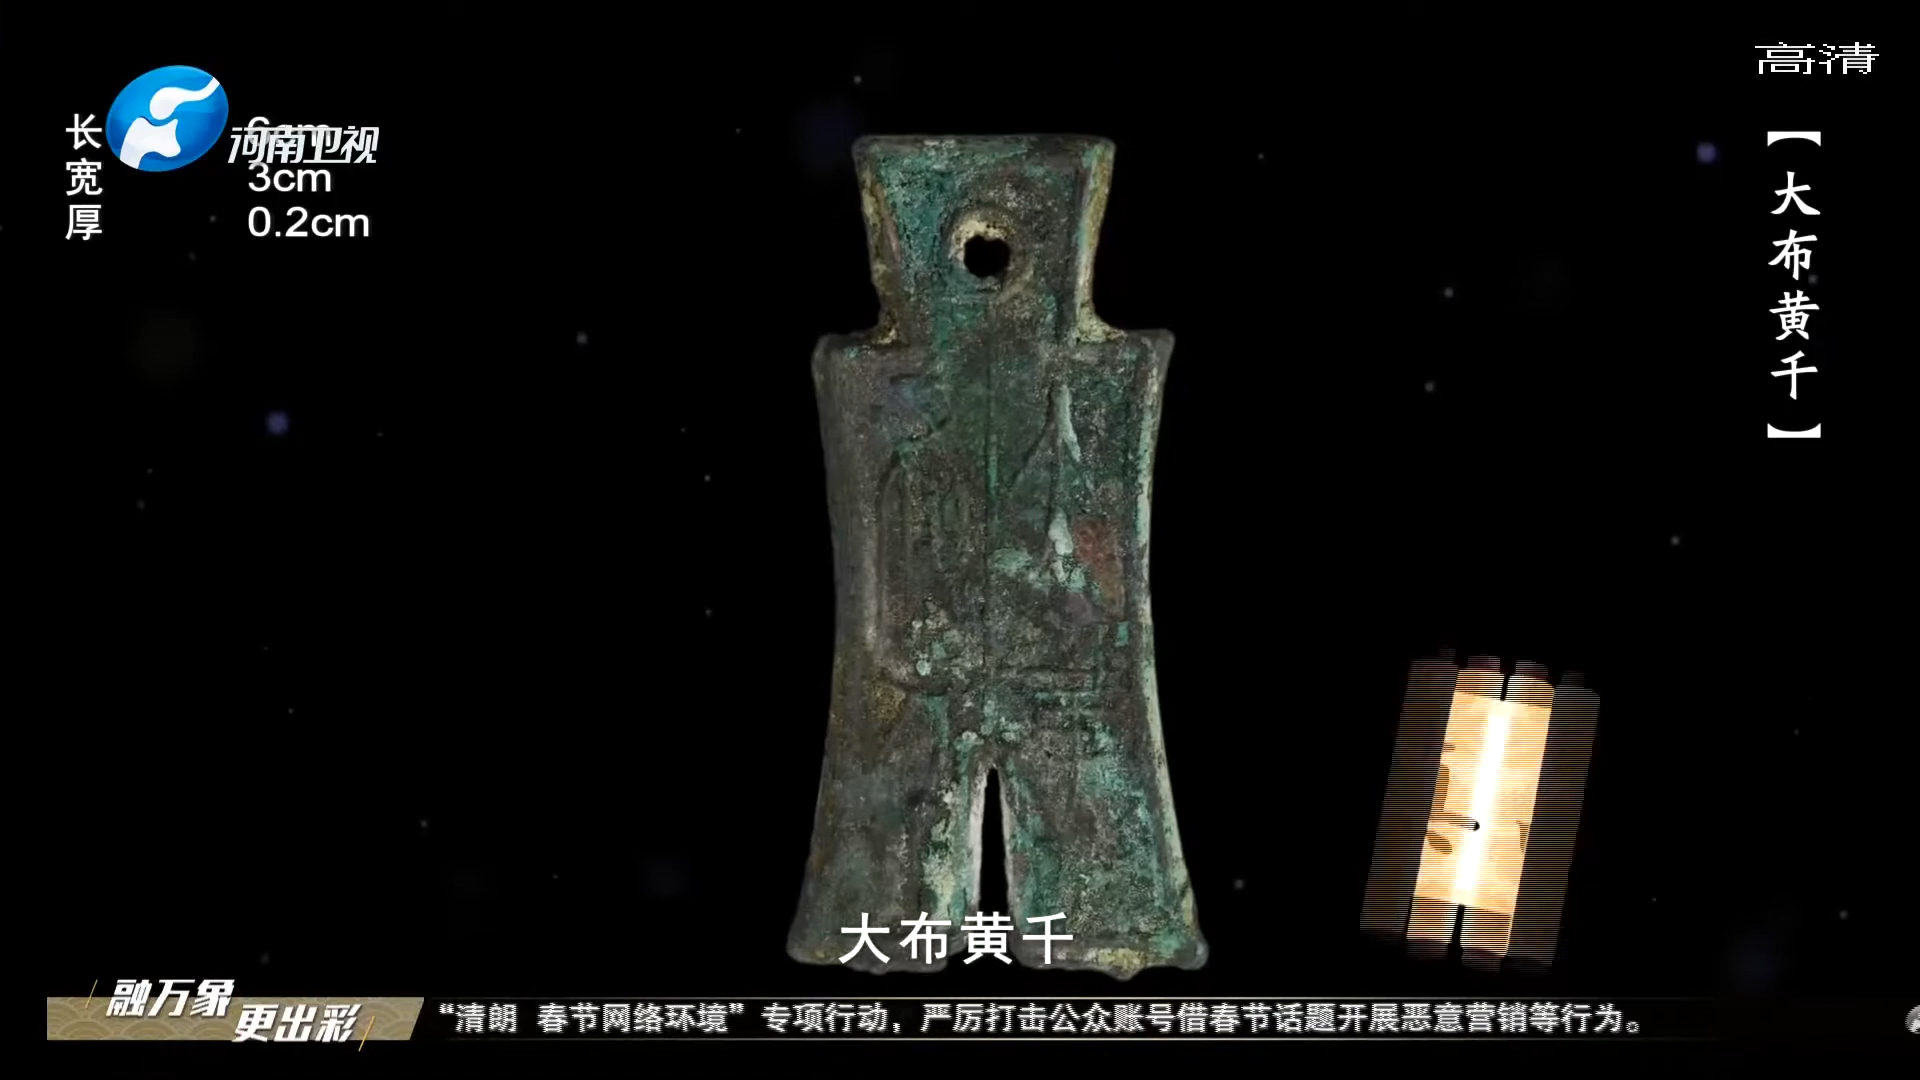 高清
长 6cm
河南卫视
宽 3cm
厚 0.2cm
【大布黄千】
大布黄千
融万象
更出彩
“清朗 春节网络环境”专项行动，严厉打击公众账号借春节话题开展恶意营销等行为。